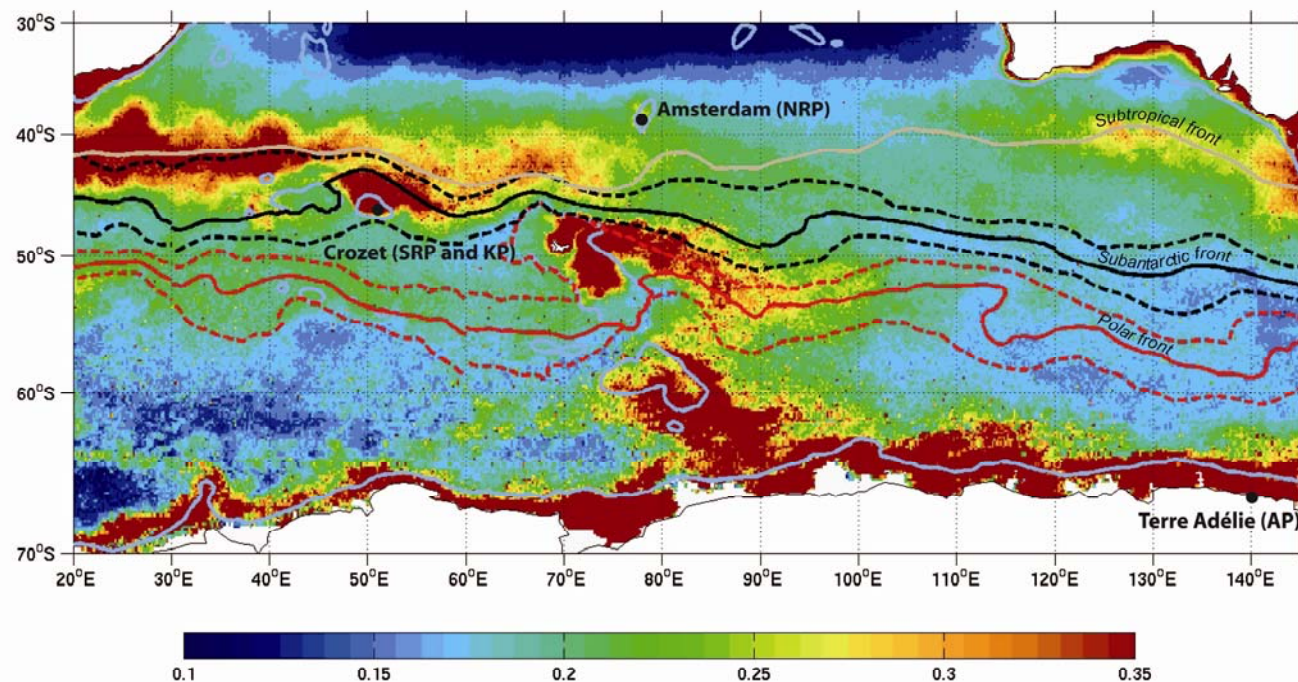 30°S
Amsterdam (NRP)
Subtropical front
40°S
Crozet (SRP and KP)
50°S
Subantardic front
Polar front
60°S
Terre Adélie (AP)
70°S
20°E 30°E 40°E 50°E 60°E 70°E 80°E 90°E 100°E 110°E 120°E 130°E 140°E
0.1 0.15 0.2 0.25 0.3 0.35